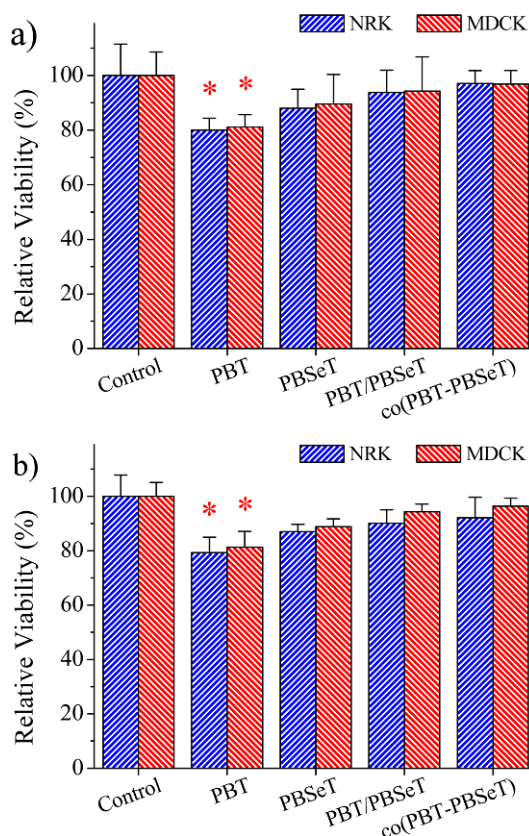 a)
NRK MDCK
Relative Viability (%)
100
80
60
40
20
0
* *
Control PBT PBSeT PBT/PBSeT co(PBT-PBSeT)
b)
NRK MDCK
Relative Viability (%)
100
80
60
40
20
0
* *
Control PBT PBSeT PBT/PBSeT co(PBT-PBSeT)